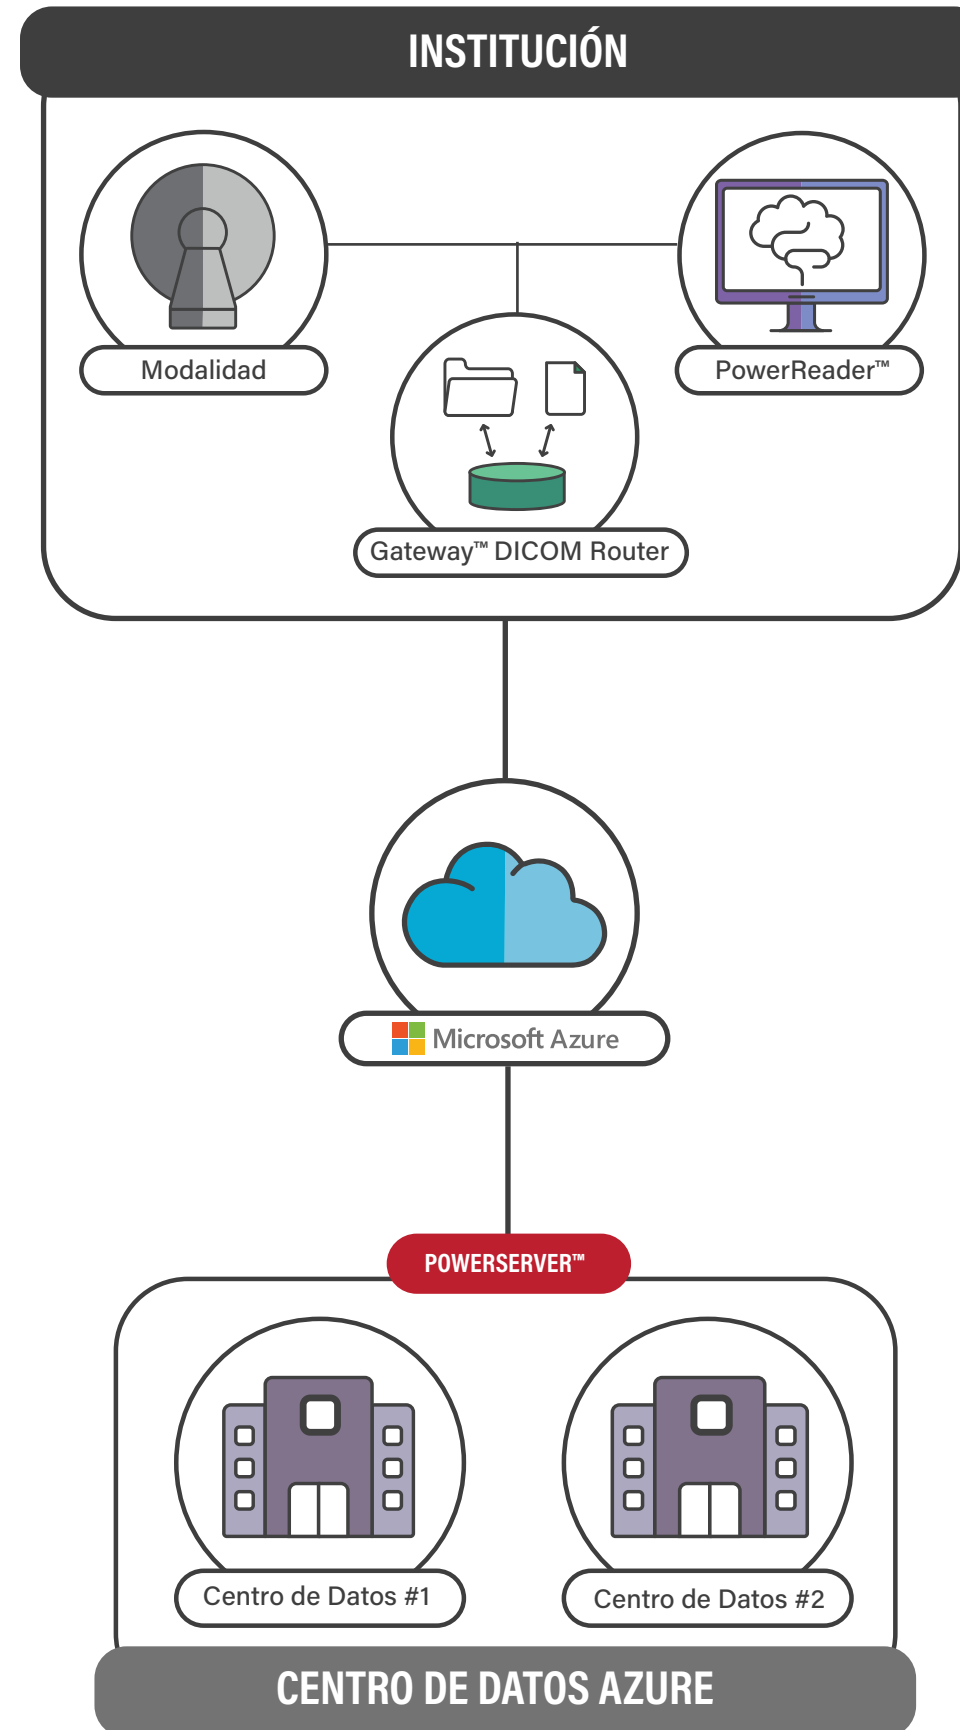 INSTITUCIÓN
Modalidad
PowerReader™
Gateway™ DICOM Router
Microsoft Azure
POWERSERVER™
Centro de Datos #1
Centro de Datos #2
CENTRO DE DATOS AZURE